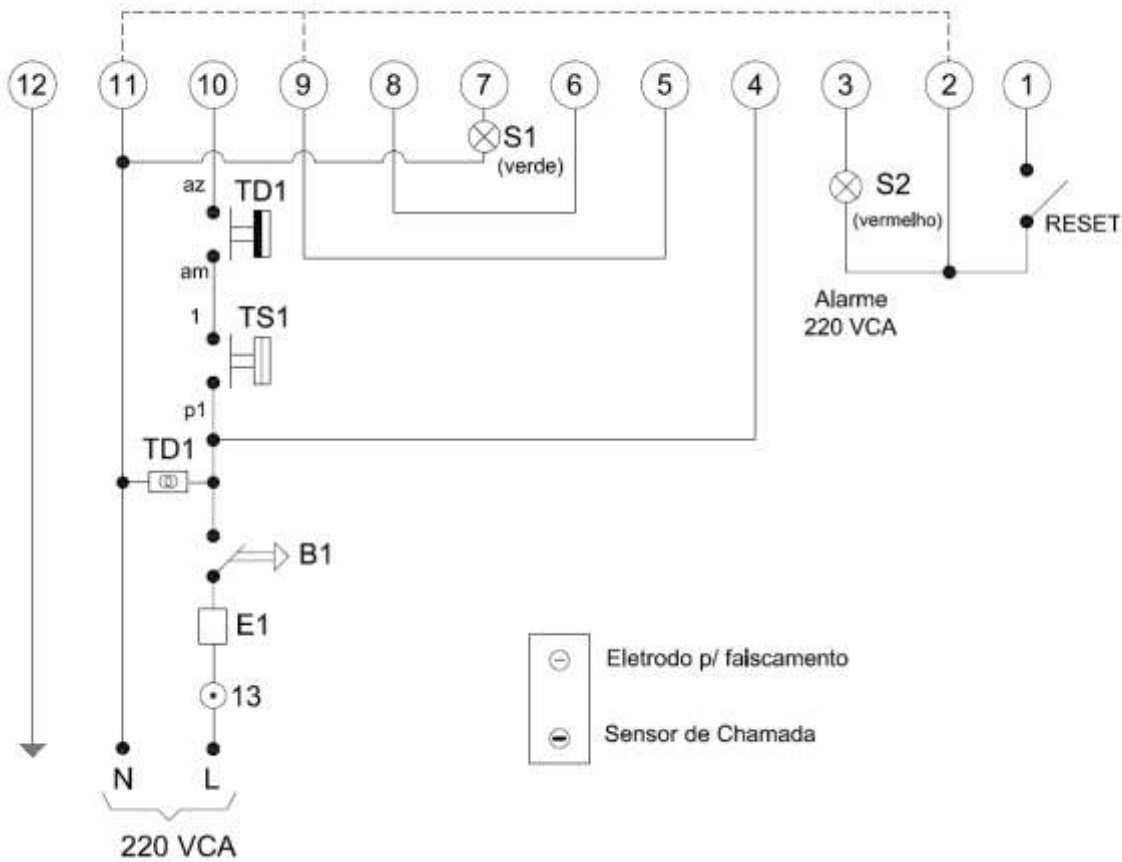 12 11 10 9 8 7 6 5 4 3 2 1
S1
(verde)
az
TD1
am
1
TS1
p1
TD1
B1
E1
13
N L
220 VCA
S2
(vermelho)
RESET
Alarme
220 VCA
Eletrodo p/ faiscamento
Sensor de Chamada